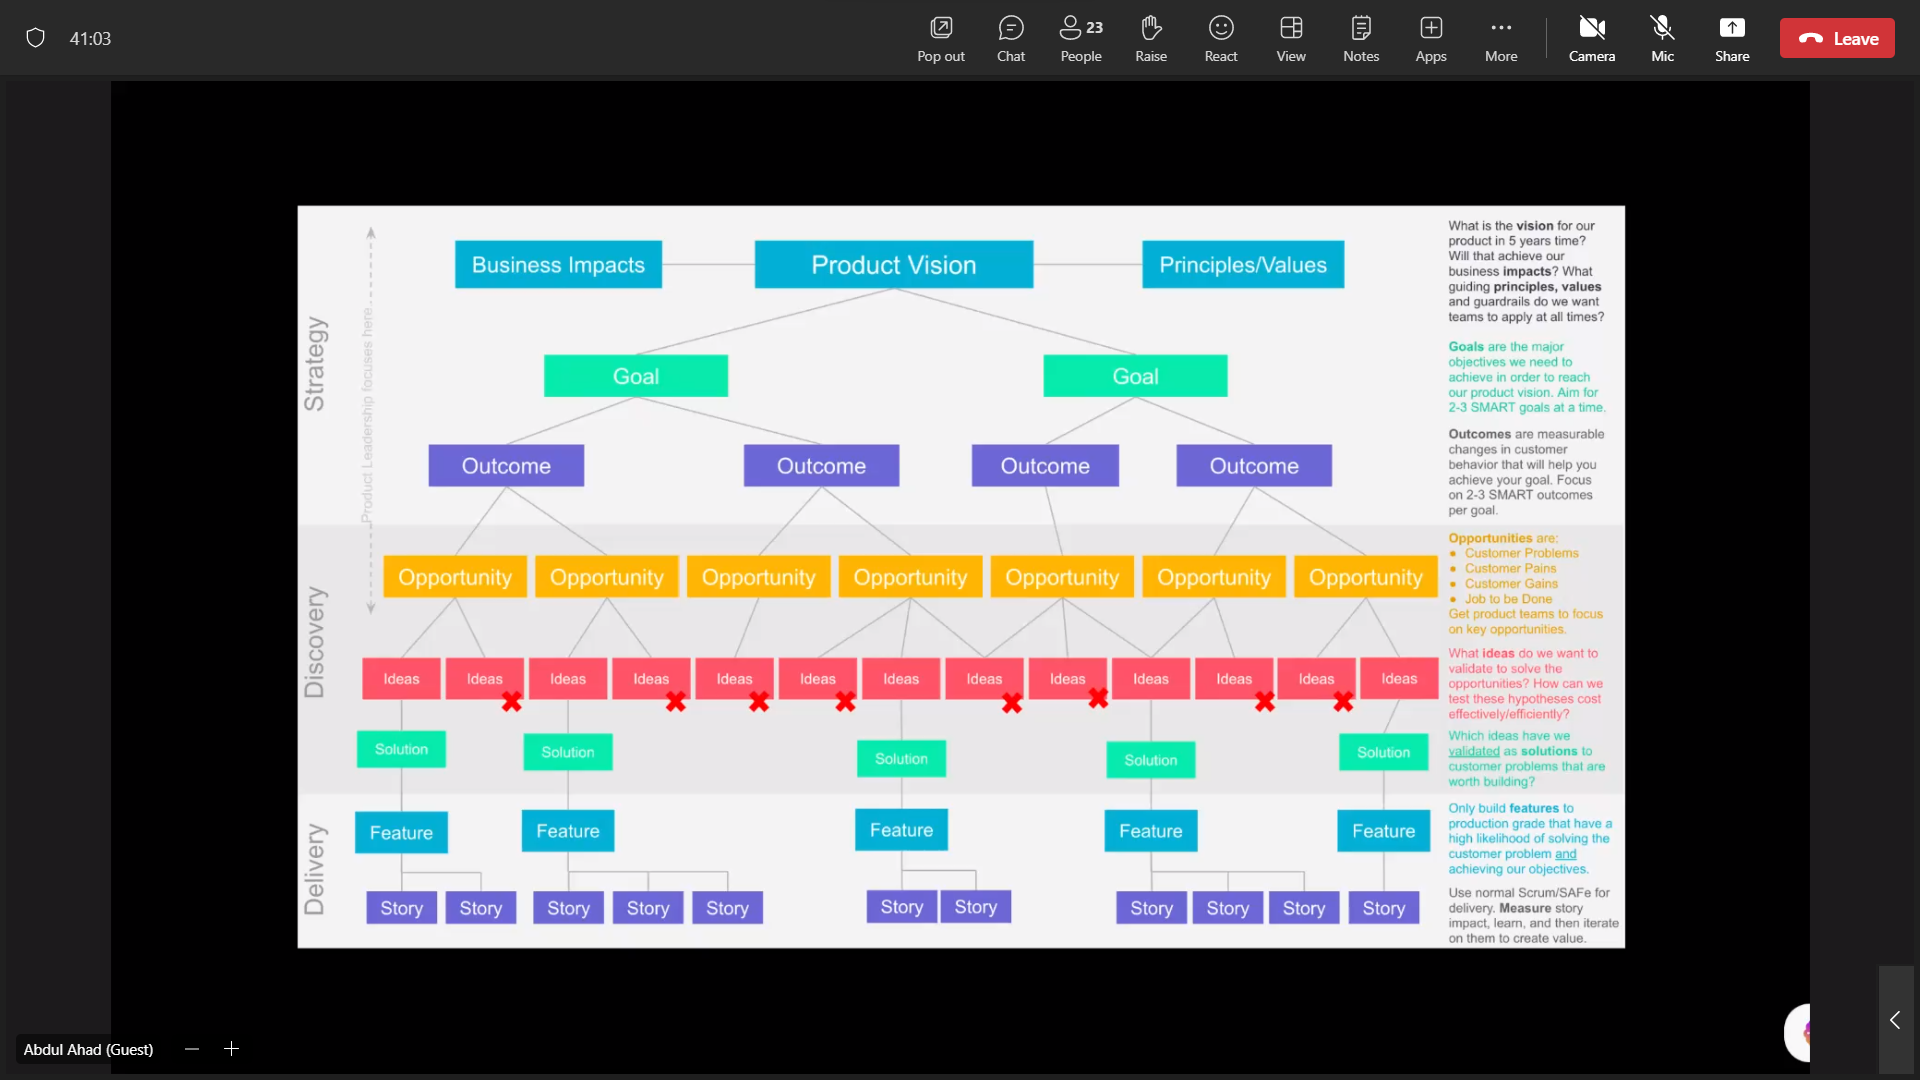 41:03
Pop out
Chat
23
People
Raise
React
View
Notes
Apps
More
Camera
Mic
Share
Leave
Strategy
Product Leadership focuses here
Business Impacts
Product Vision
Principles/Values
What is the vision for our
product in 5 years time?
Will that achieve our
business impacts? What
guiding principles, values
and guardrails do we want
teams to apply at all times?
Goal
Goal
Goals are the major
objectives we need to
achieve in order to reach
our product vision. Aim for
2-3 SMART goals at a time.
Outcome
Outcome
Outcome
Outcome
Outcomes are measurable
changes in customer
behavior that will help you
achieve your goal. Focus
on 2-3 SMART outcomes
per goal.
Discovery
Opportunity
Opportunity
Opportunity
Opportunity
Opportunity
Opportunity
Opportunity
Opportunities are:
• Customer Problems
• Customer Pains
• Customer Gains
• Job to be Done
Get product teams to focus
on key opportunities.
Ideas
Ideas
Ideas
Ideas
Ideas
Ideas
Ideas
Ideas
Ideas
Ideas
Ideas
Ideas
Ideas
What ideas do we want to
validate to solve the
opportunities? How can we
test these hypotheses cost
effectively/efficiently?
Solution
Solution
Solution
Solution
Solution
Which ideas have we
validated as solutions to
customer problems that are
worth building?
Delivery
Feature
Feature
Feature
Feature
Feature
Only build features to
production grade that have a
high likelihood of solving the
customer problem and
achieving our objectives.
Story
Story
Story
Story
Story
Story
Story
Story
Story
Story
Story
Use normal Scrum/SAFe for
delivery. Measure story
impact, learn, and then iterate
on them to create value.
Abdul Ahad (Guest)